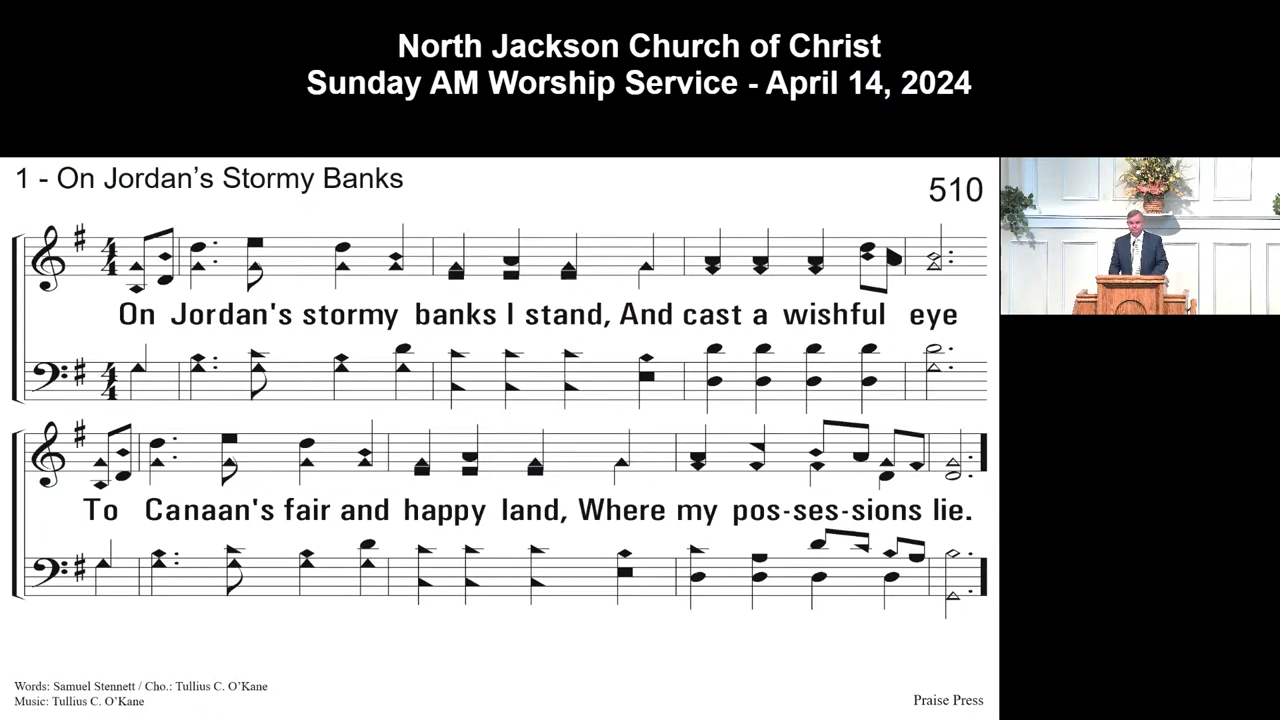 North Jackson Church of Christ
Sunday AM Worship Service - April 14, 2024
1 - On Jordan’s Stormy Banks
510
On Jordan's stormy banks I stand, And cast a wishful eye
To Canaan's fair and happy land, Where my pos-ses-sions lie.
Words: Samuel Stennett / Cho.: Tullius C. O’Kane
Music: Tullius C. O’Kane
Praise Press